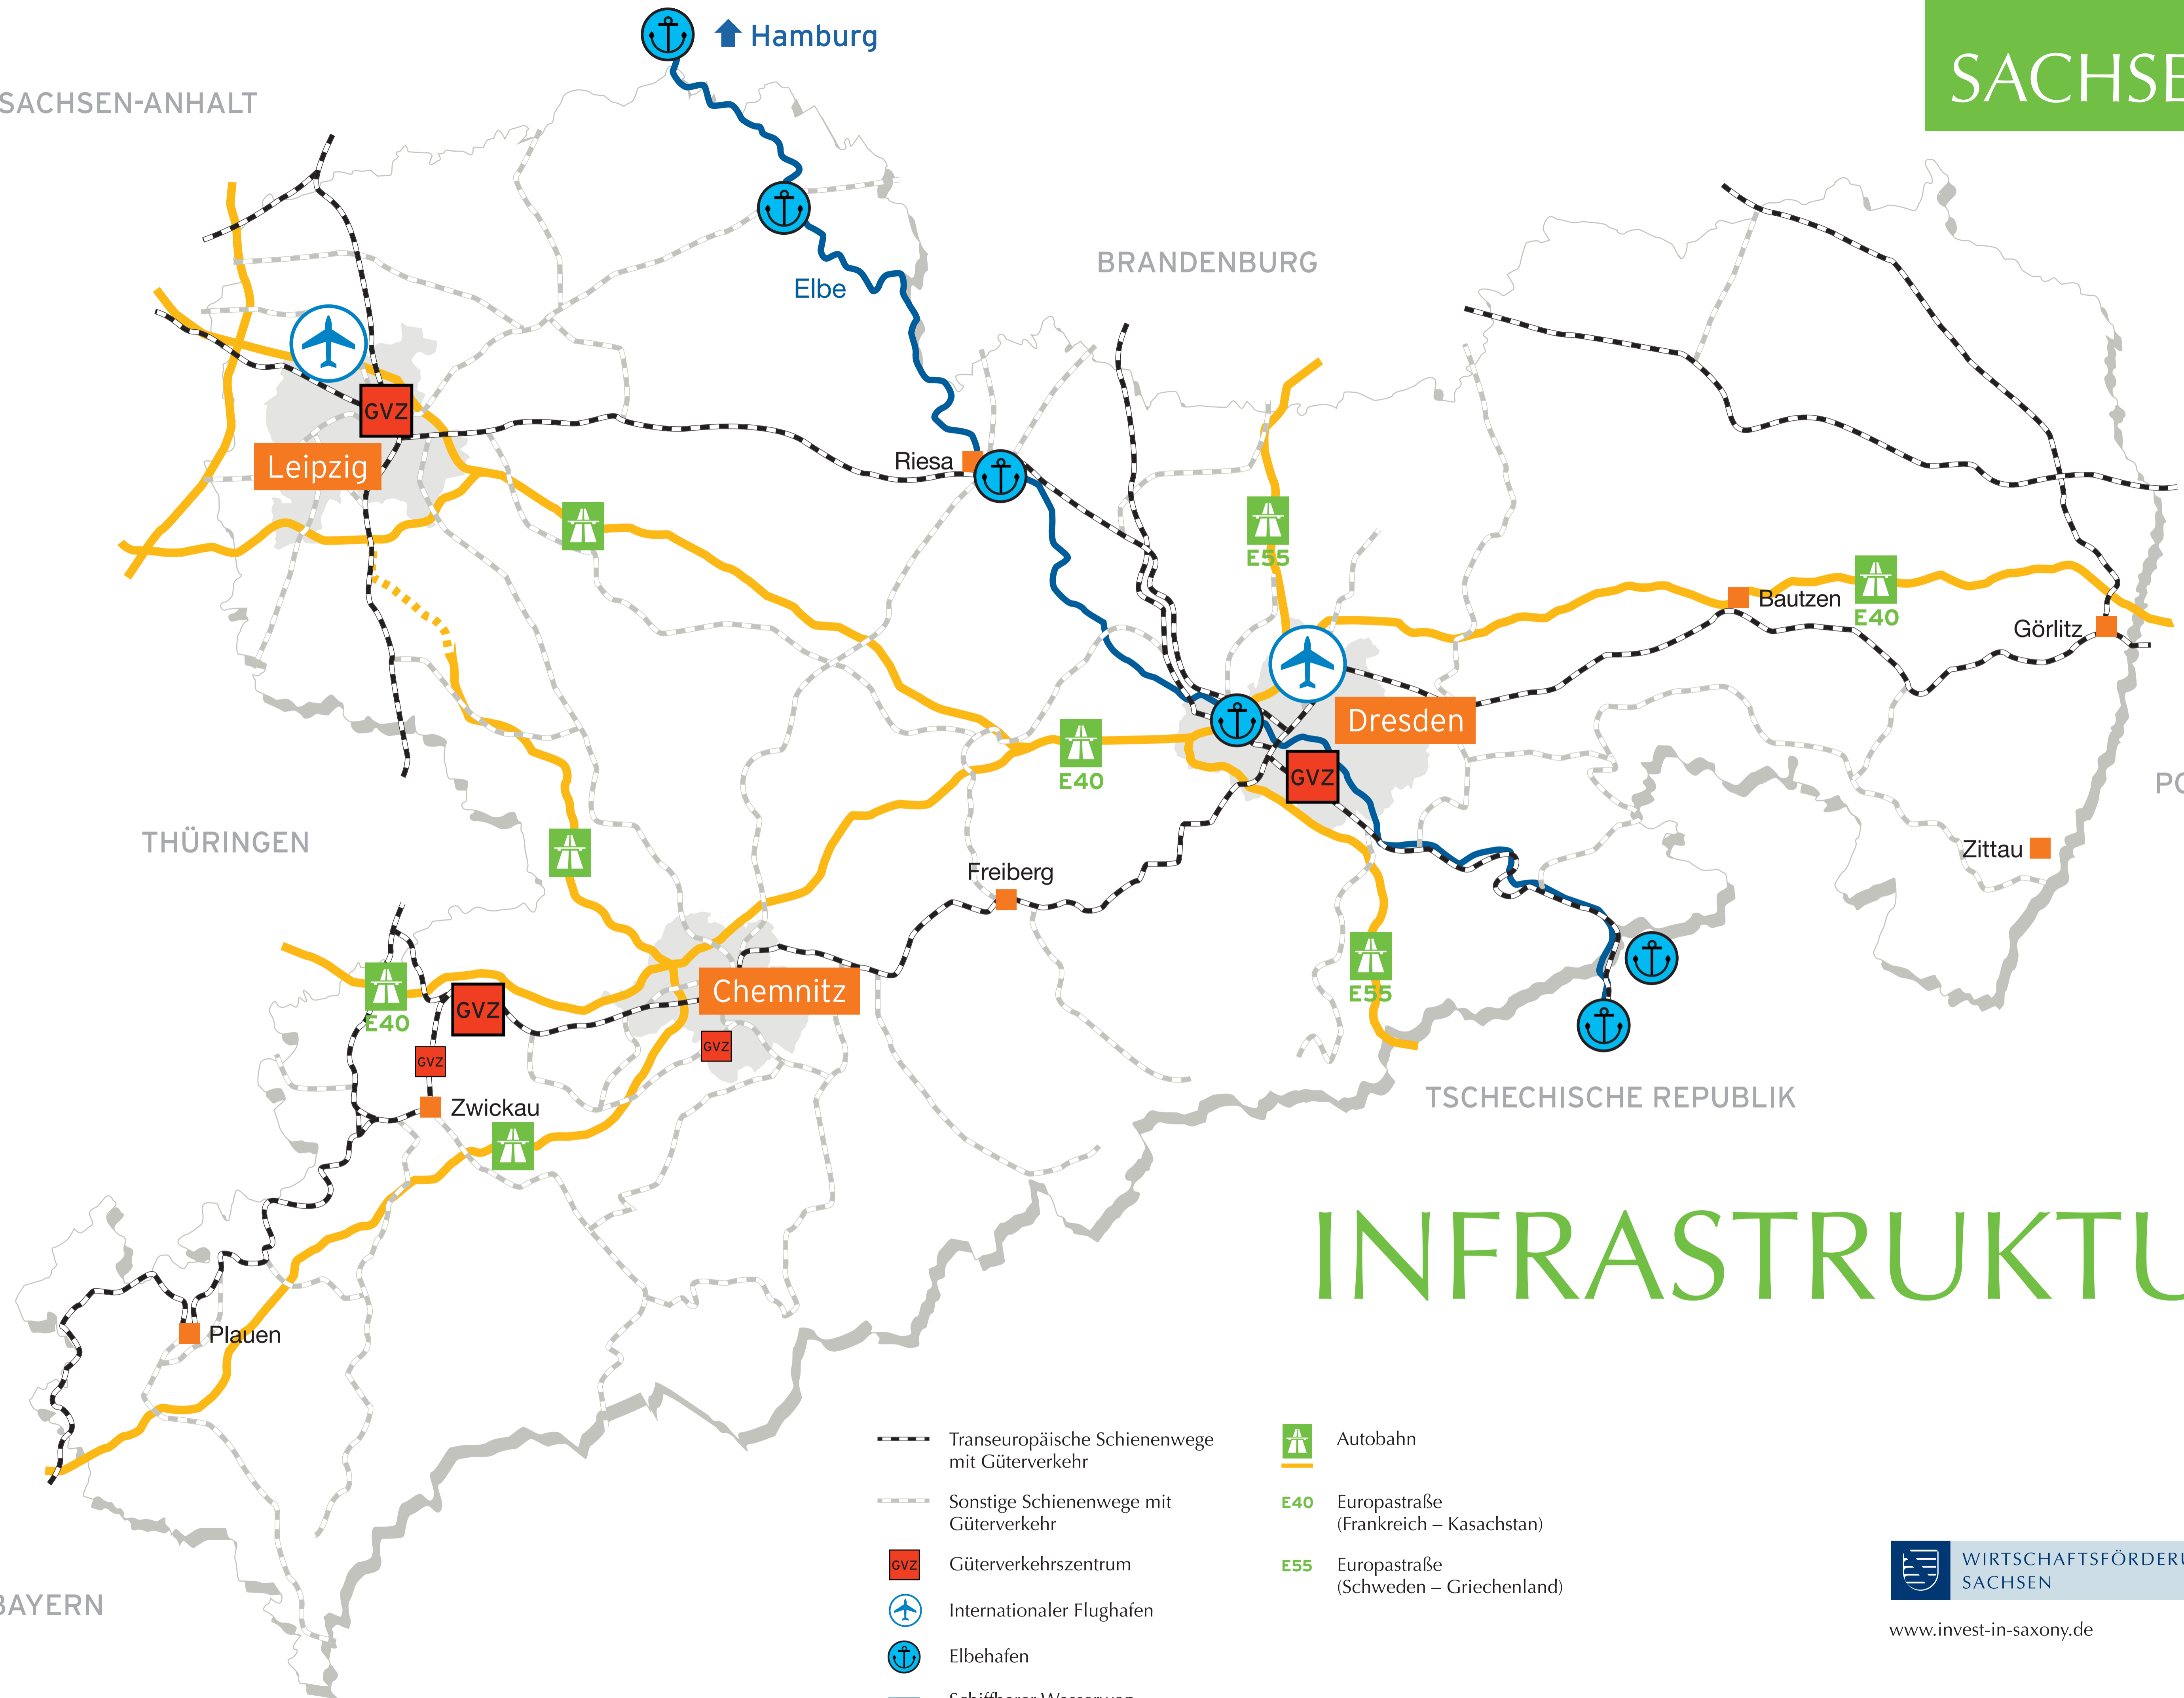 Hamburg
SACHSE
SACHSEN-ANHALT
BRANDENBURG
Elbe
GVZ
Riesa
Leipzig
E55
Bautzen
E40
Görlitz
Dresden
E40
GVZ
PO
THÜRINGEN
Zittau
Freiberg
E55
Chemnitz
GVZ
E40
GVZ
GVZ
TSCHECHISCHE REPUBLIK
Zwickau
INFRASTRUKTU
Plauen
Transeuropäische Schienenwege
mit Güterverkehr
Sonstige Schienenwege mit
Güterverkehr
GVZ Güterverkehrszentrum
Internationaler Flughafen
Elbehafen
Schiffbarer Wasserweg
Autobahn
E40 Europastraße
(Frankreich – Kasachstan)
E55 Europastraße
(Schweden – Griechenland)
BAYERN
WIRTSCHAFTSFÖRDERU
SACHSEN
www.invest-in-saxony.de